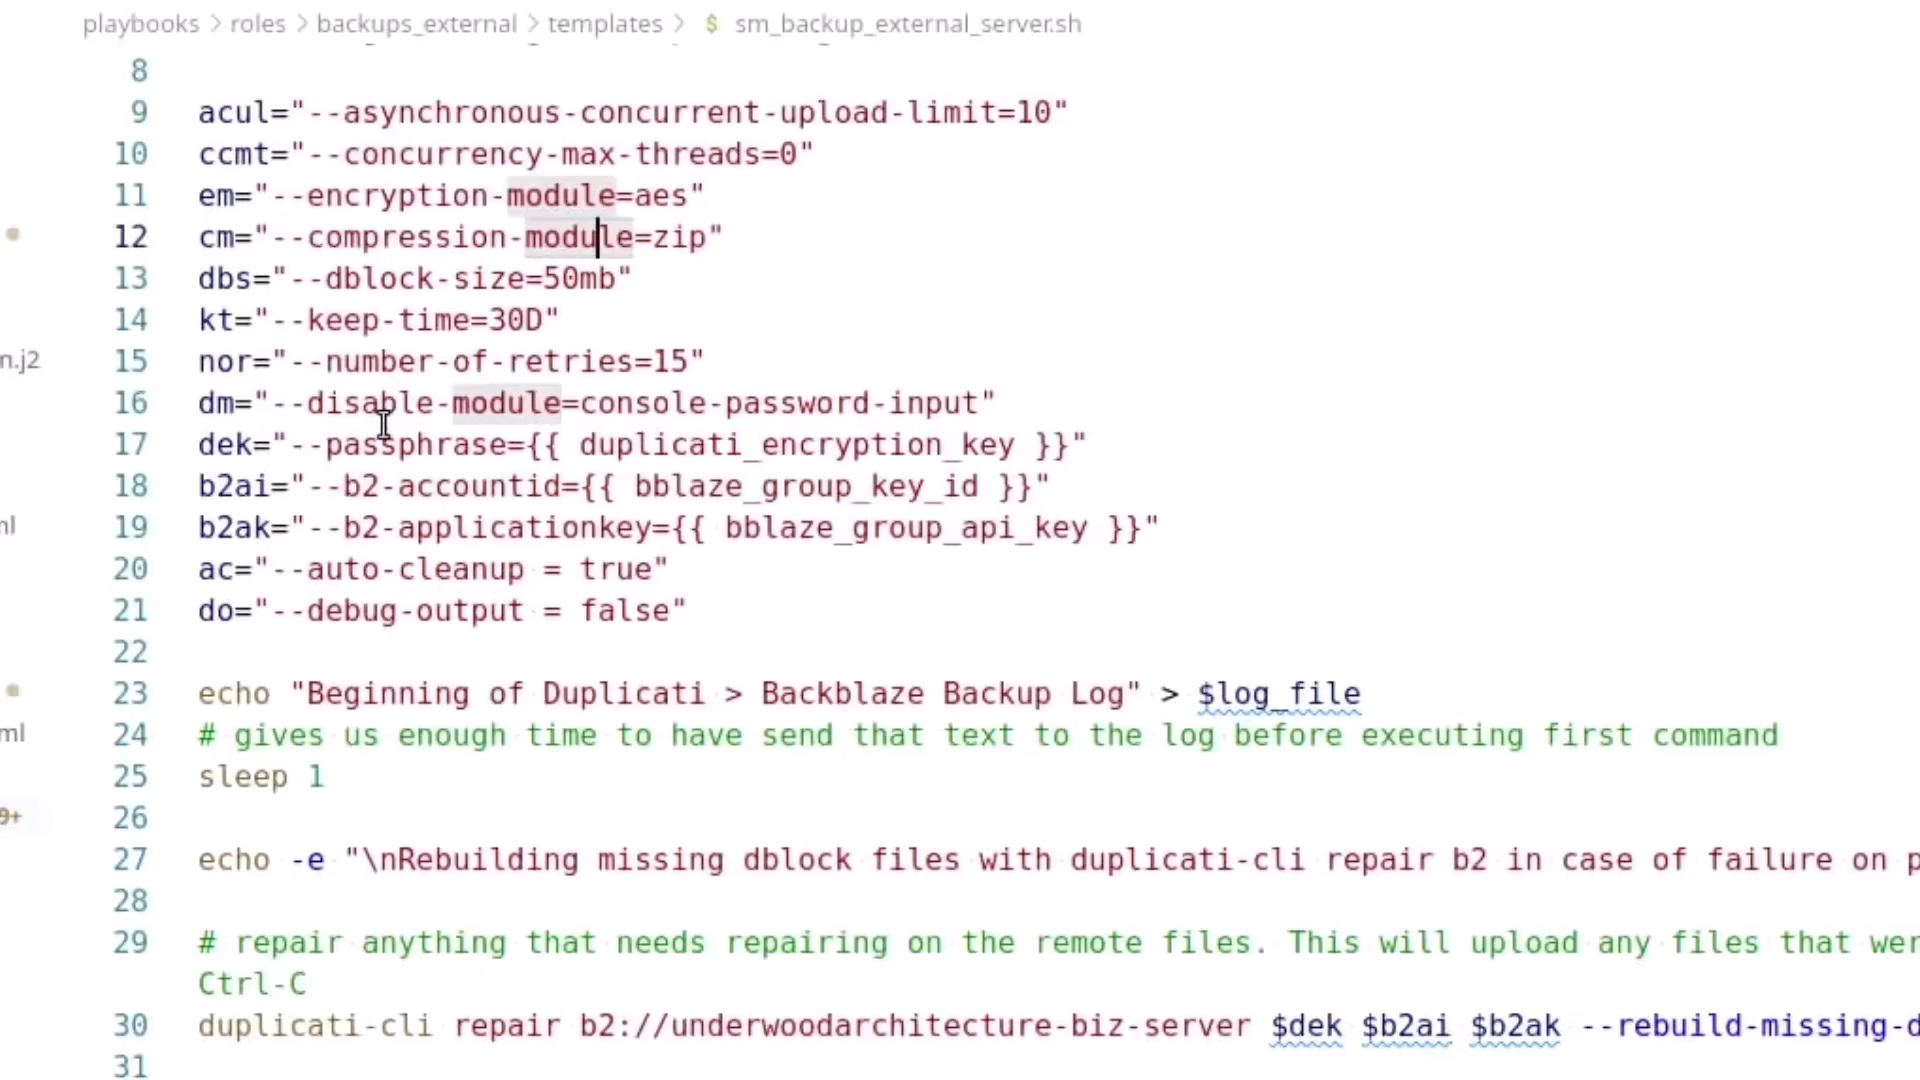 playbooks > roles > backups_external > templates > $ sm_backup_external_server.sh
8
9 acul="--asynchronous-concurrent-upload-limit=10"
10 ccmt="--concurrency-max-threads=0"
11 em="--encryption-module=aes"
12 cm="--compression-module=zip"
13 dbs="--dblock-size=50mb"
14 kt="--keep-time=30D"
n.j2
15 nor="--number-of-retries=15"
16 dm="--disable-module=console-password-input"
17 dek="--passphrase={{ duplicati_encryption_key }}"
18 b2ai="--b2-accountid={{ bblaze_group_key_id }}"
ml
19 b2ak="--b2-applicationkey={{ bblaze_group_api_key }}"
20 ac="--auto-cleanup = true"
21 do="--debug-output = false"
22
23 echo "Beginning of Duplicati > Backblaze Backup Log" > $log_file
ml
24 # gives us enough time to have send that text to the log before executing first command
25 sleep 1
9+
26
27 echo -e "\nRebuilding missing dblock files with duplicati-cli repair b2 in case of failure on p
28
29 # repair anything that needs repairing on the remote files. This will upload any files that wer
Ctrl-C
30 duplicati-cli repair b2://underwoodarchitecture-biz-server $dek $b2ai $b2ak --rebuild-missing-d
31